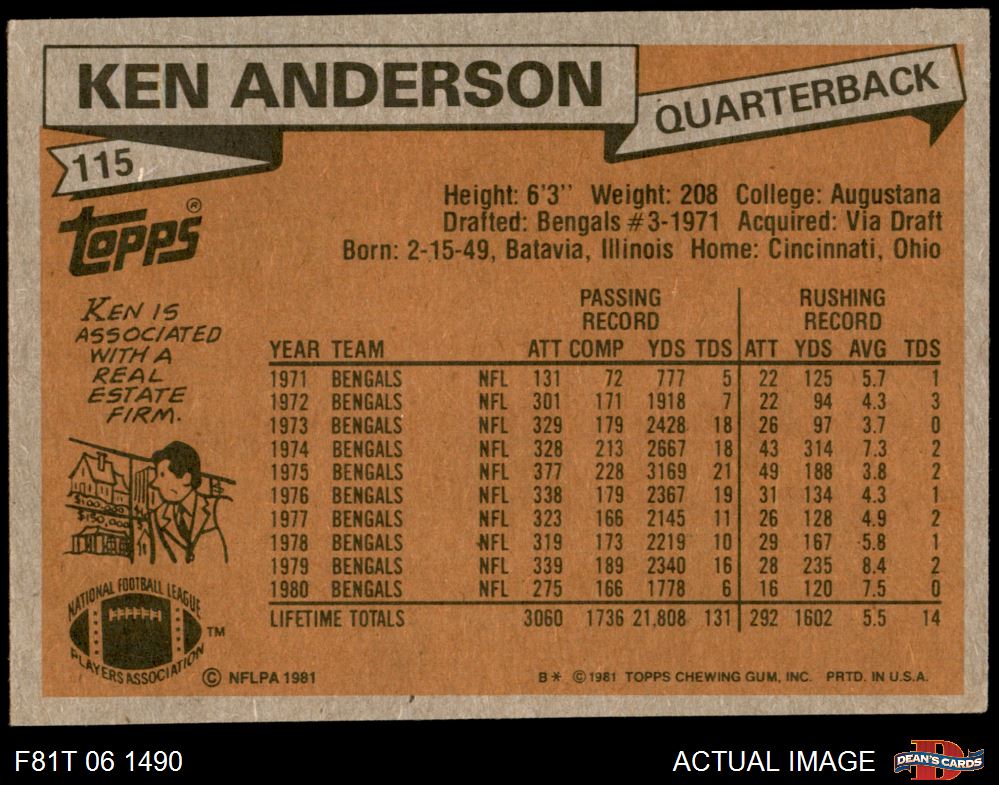 KEN ANDERSON
QUARTERBACK
115
topps®
Height: 6'3'' Weight: 208 College: Augustana
Drafted: Bengals #3-1971 Acquired: Via Draft
Born: 2-15-49, Batavia, Illinois Home: Cincinnati, Ohio
KEN IS
ASSOCIATED
WITH A
REAL
ESTATE
FIRM.
$100,000
$150,000
PASSING RUSHING
RECORD RECORD
YEAR TEAM ATT COMP YDS TDS ATT YDS AVG TDS
1971 BENGALS NFL 131 72 777 5 22 125 5.7 1
1972 BENGALS NFL 301 171 1918 7 22 94 4.3 3
1973 BENGALS NFL 329 179 2428 18 26 97 3.7 0
1974 BENGALS NFL 328 213 2667 18 43 314 7.3 2
1975 BENGALS NFL 377 228 3169 21 49 188 3.8 2
1976 BENGALS NFL 338 179 2367 19 31 134 4.3 1
1977 BENGALS NFL 323 166 2145 11 26 128 4.9 2
1978 BENGALS NFL 319 173 2219 10 29 167 5.8 1
1979 BENGALS NFL 339 189 2340 16 28 235 8.4 2
1980 BENGALS NFL 275 166 1778 6 16 120 7.5 0
LIFETIME TOTALS 3060 1736 21,808 131 292 1602 5.5 14
NATIONAL FOOTBALL LEAGUE
PLAYERS ASSOCIATION
TM
© NFLPA 1981
B* © 1981 TOPPS CHEWING GUM, INC. PRTD. IN U.S.A.
F81T 06 1490
ACTUAL IMAGE
D
DEAN'S CARDS